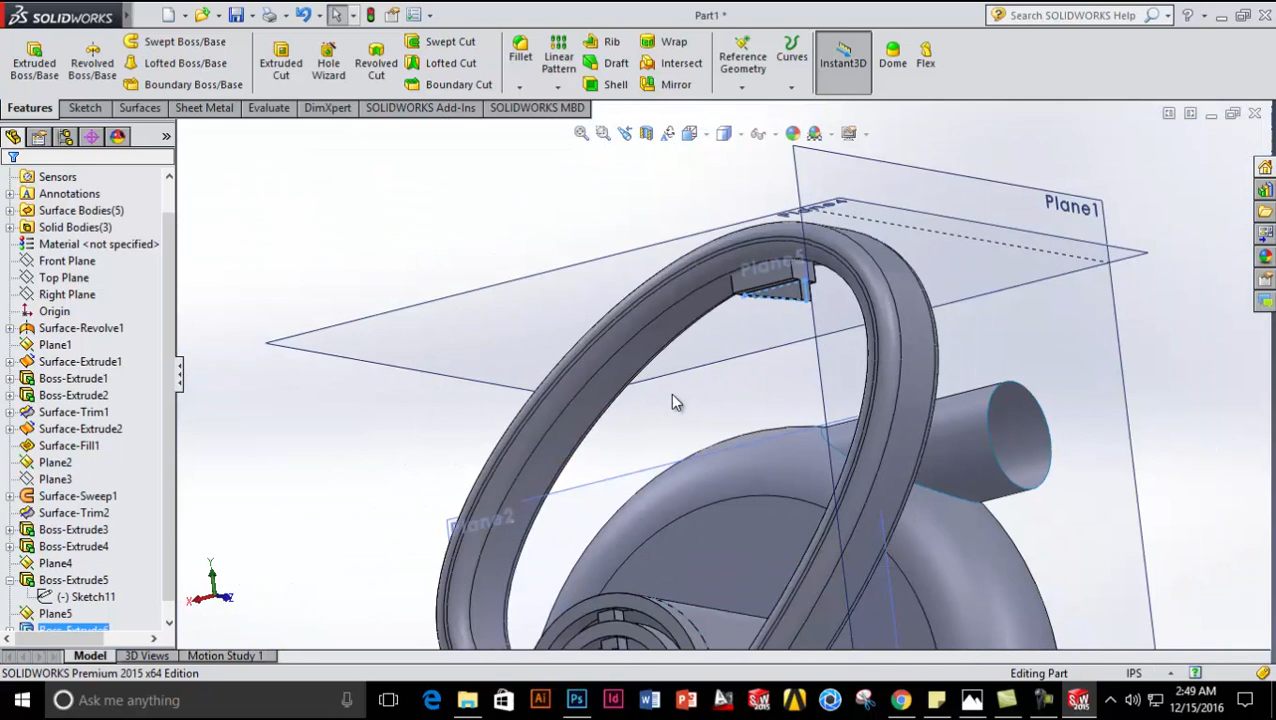 SOLIDWORKS
Part1 *
Search SOLIDWORKS Help
Extruded Boss/Base
Revolved Boss/Base
Swept Boss/Base
Lofted Boss/Base
Boundary Boss/Base
Extruded Cut
Hole Wizard
Revolved Cut
Swept Cut
Lofted Cut
Boundary Cut
Fillet
Linear Pattern
Rib
Draft
Shell
Wrap
Intersect
Mirror
Reference Geometry
Curves
Instant3D
Dome
Flex
Features Sketch Surfaces Sheet Metal Evaluate DimXpert SOLIDWORKS Add-Ins SOLIDWORKS MBD
Sensors
Annotations
Surface Bodies(5)
Solid Bodies(3)
Material <not specified>
Front Plane
Top Plane
Right Plane
Origin
Surface-Revolve1
Plane1
Surface-Extrude1
Boss-Extrude1
Boss-Extrude2
Surface-Trim1
Surface-Extrude2
Surface-Fill1
Plane2
Plane3
Surface-Sweep1
Surface-Trim2
Boss-Extrude3
Boss-Extrude4
Plane4
Boss-Extrude5
(-) Sketch11
Plane5
Boss-Extrude6
Plane4
Plane1
Plane5
Plane2
Y
X
Z
Model 3D Views Motion Study 1
SOLIDWORKS Premium 2015 x64 Edition
Editing Part
IPS
Ask me anything
2:49 AM
12/15/2016